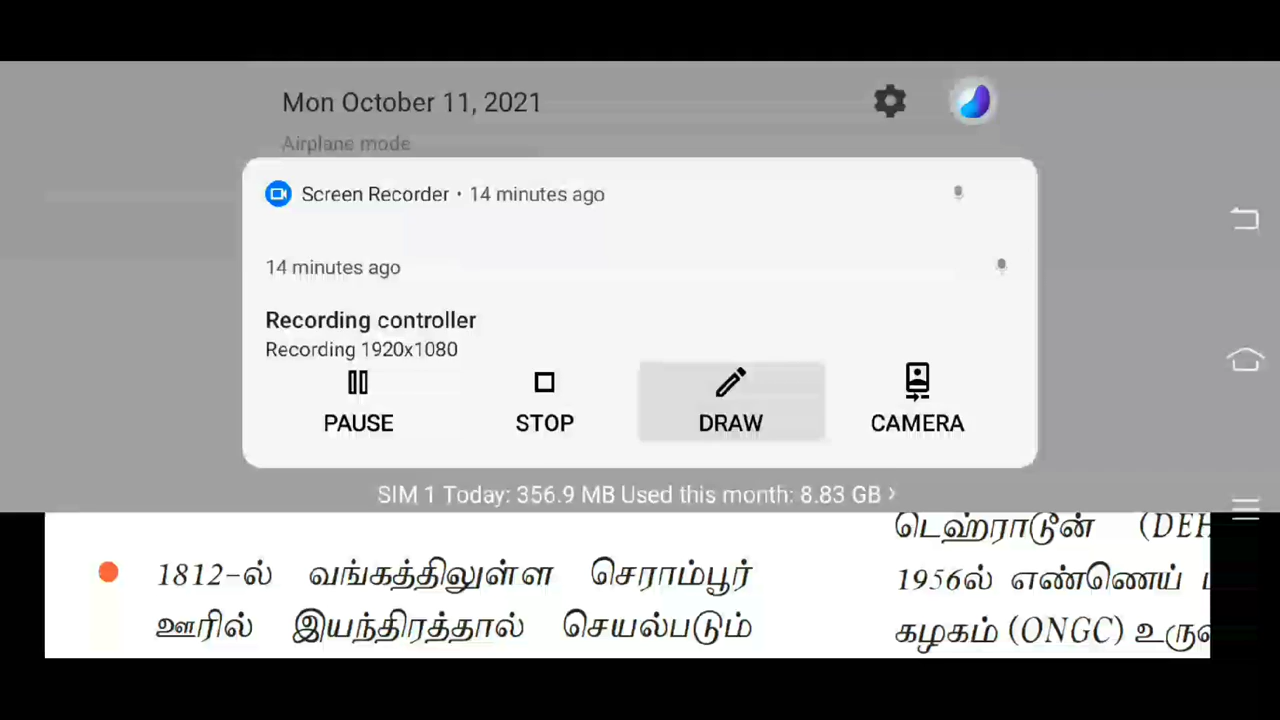 Mon October 11, 2021
Airplane mode
Screen Recorder • 14 minutes ago
14 minutes ago
Recording controller
Recording 1920x1080
PAUSE STOP DRAW CAMERA
SIM 1 Today: 356.9 MB Used this month: 8.83 GB ›
1812-ல் வங்கத்திலுள்ள செராம்பூர்
ஊரில் இயந்திரத்தால் செயல்படும்
டெஹ்ராடூன் (DEH
1956ல் எண்ணெய்
கழகம் (ONGC)